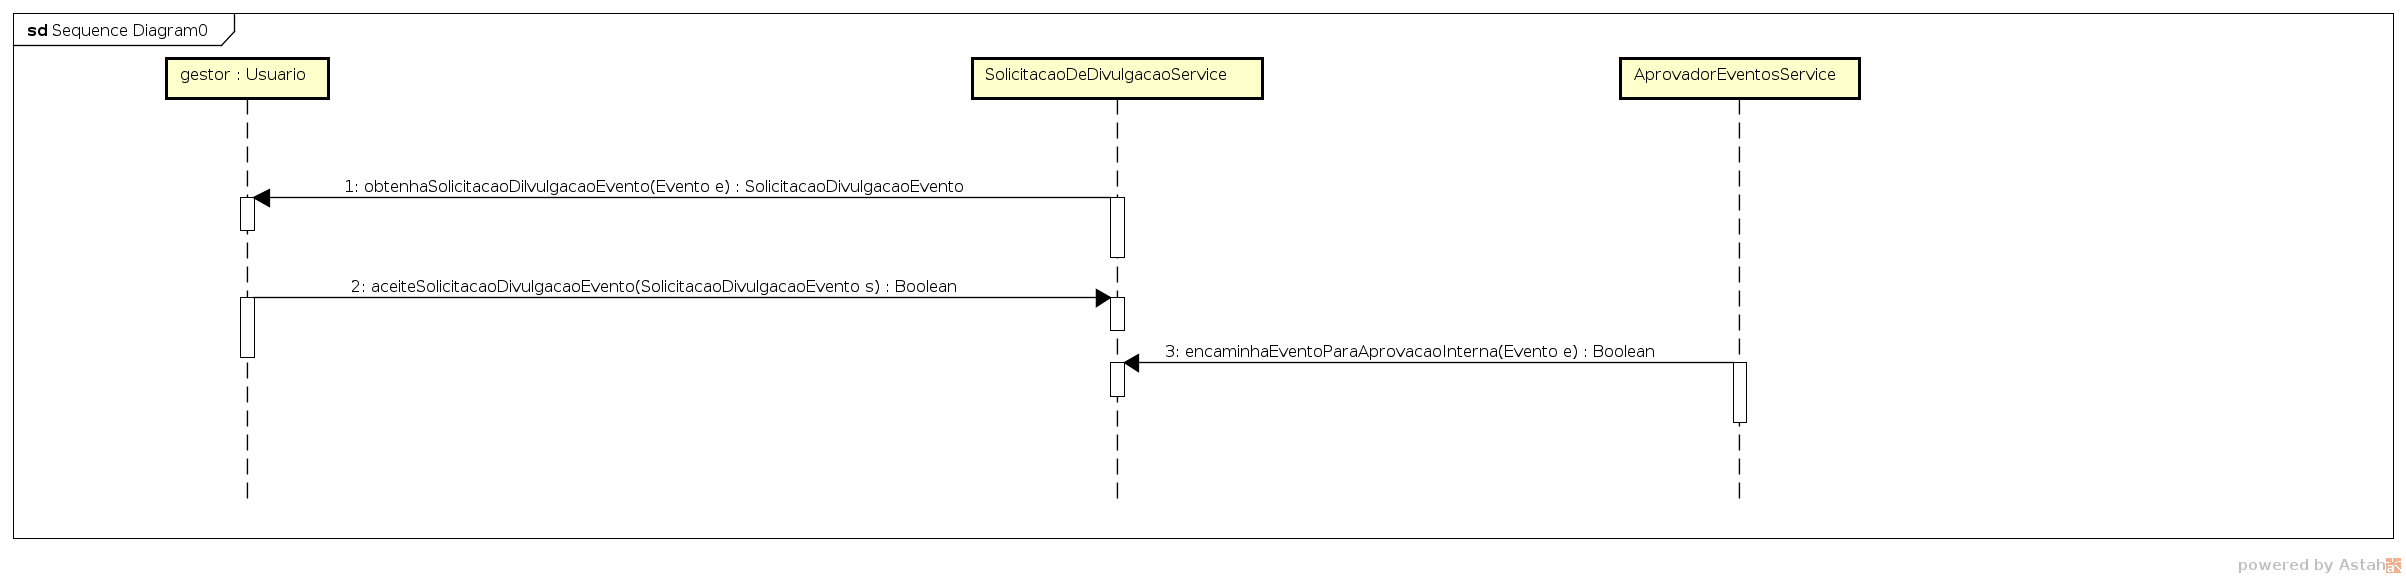 sd Sequence Diagram0
gestor : Usuario
SolicitacaoDeDivulgacaoService
AprovadorEventosService
1: obtenhaSolicitacaoDilvulgacaoEvento(Evento e) : SolicitacaoDivulgacaoEvento
2: aceiteSolicitacaoDivulgacaoEvento(SolicitacaoDivulgacaoEvento s) : Boolean
3: encaminhaEventoParaAprovacaoInterna(Evento e) : Boolean
powered by Astah